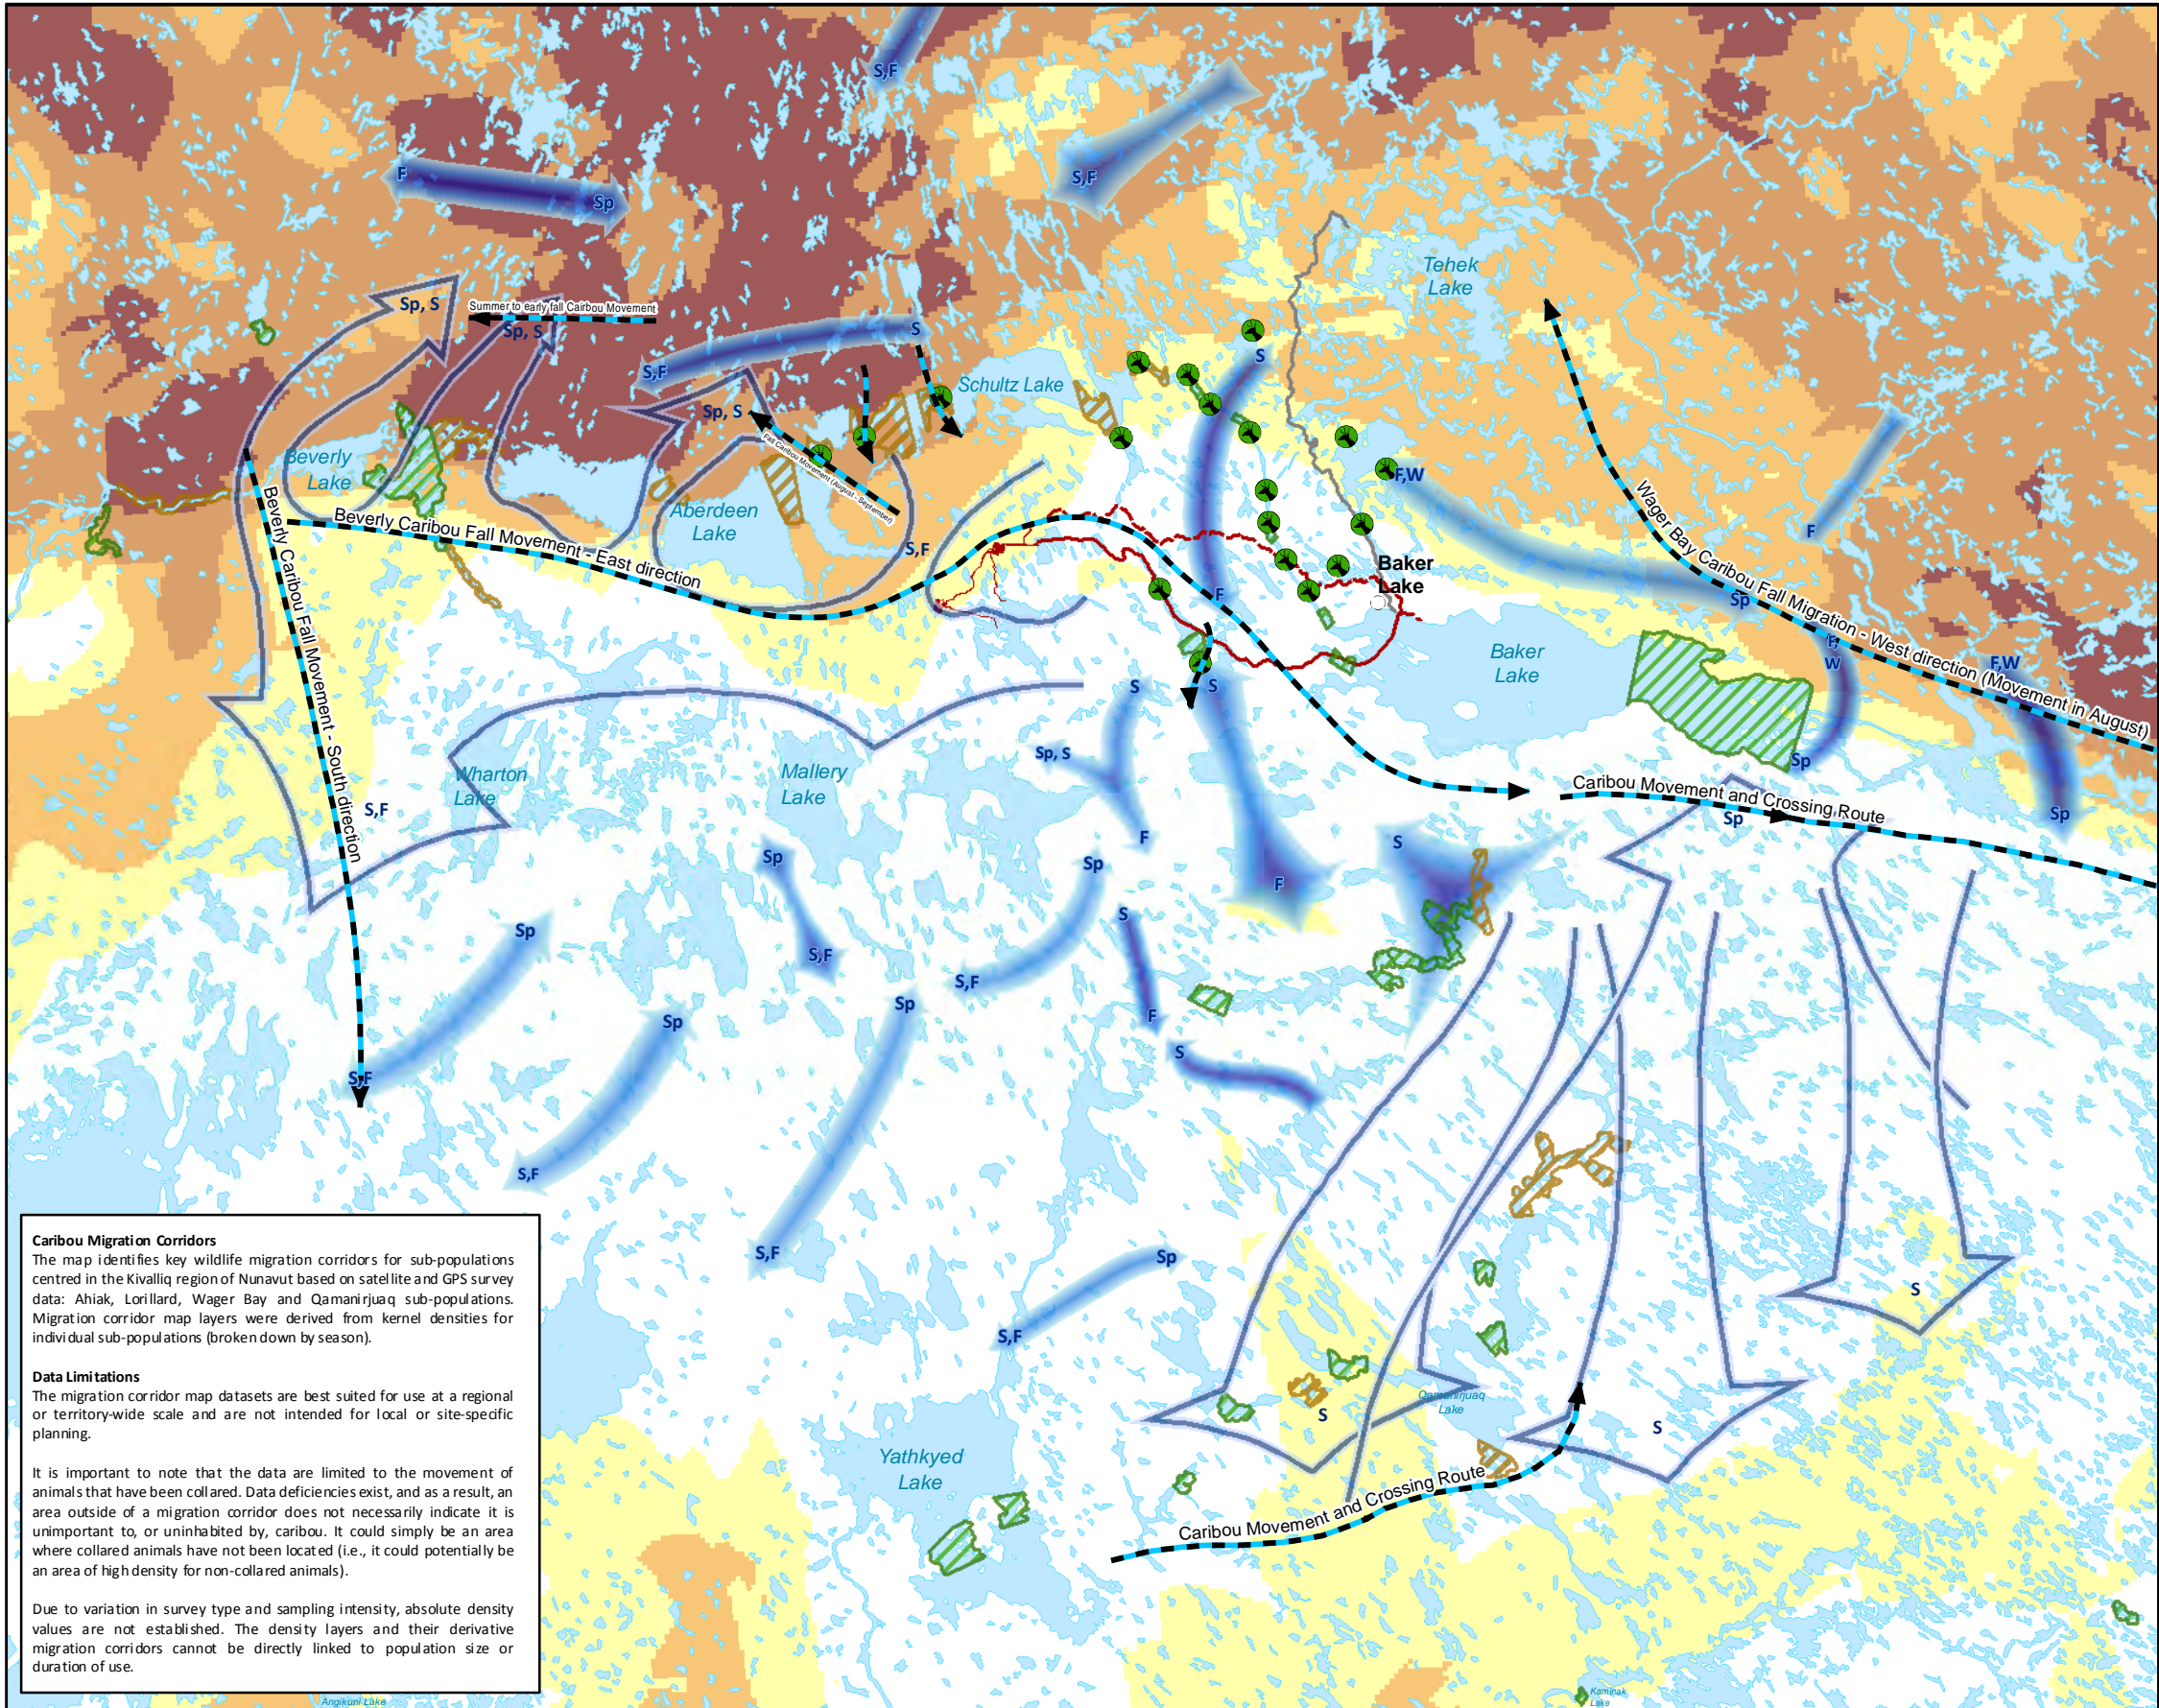 S,F
S,F
F
Sp
Tehek
Lake
Sp, S
Summer to early fall Cairbou Movement
Sp, S
S
S
S,F
Schultz Lake
Sp, S
Fall Caribou Movement (August - September)
Beverly
Lake
F,W
Aberdeen
Lake
Beverly Caribou Fall Movement - East direction
Beverly Caribou Fall Movement - South direction
Wager Bay Caribou Fall Migration - West direction (Movement in August)
F
S,F
Baker
Lake
F
Sp
Baker
Lake
F,
W
F,W
S
S
Sp, S
Sp
Wharton
Lake
Mallery
Lake
S,F
Caribou Movement and Crossing Route
Sp
Sp
F
S
Sp
Sp
F
S
Sp
S,F
S,F
Sp
F
Sp
S
S,F
S,F
S,F
Sp
S
S,F
Qamanirjuaq
Lake
S
S
Yathkyed
Lake
Caribou Movement and Crossing Route
Caribou Migration Corridors
The map identifies key wildlife migration corridors for sub-populations
centred in the Kivalliq region of Nunavut based on satellite and GPS survey
data: Ahiak, Lorillard, Wager Bay and Qamanirjuaq sub-populations.
Migration corridor map layers were derived from kernel densities for
individual sub-populations (broken down by season).
Data Limitations
The migration corridor map datasets are best suited for use at a regional
or territory-wide scale and are not intended for local or site-specific
planning.
It is important to note that the data are limited to the movement of
animals that have been collared. Data deficiencies exist, and as a result, an
area outside of a migration corridor does not necessarily indicate it is
unimportant to, or uninhabited by, caribou. It could simply be an area
where collared animals have not been located (i.e., it could potentially be
an area of high density for non-collared animals).
Due to variation in survey type and sampling intensity, absolute density
values are not established. The density layers and their derivative
migration corridors cannot be directly linked to population size or
duration of use.
Angikuni Lake
Kaminak
Lake